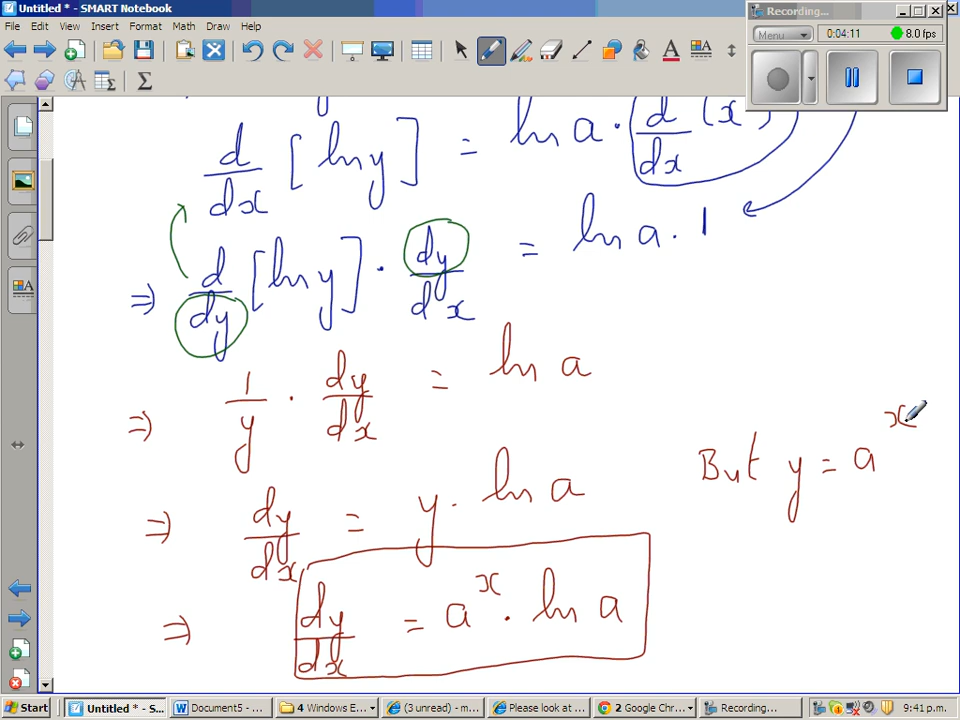 Untitled * - SMART Notebook
Recording...
File Edit View Insert Format Math Draw Help
Menu 0:04:11 8.0 fps
d/dx [ln y] = ln a · d/dx (x)
⇒ d/dy [ln y] · dy/dx = ln a · 1
⇒ 1/y · dy/dx = ln a
But y = a^x
⇒ dy/dx = y · ln a
⇒ dy/dx = a^x · ln a
Start Untitled * - S... Document5 - ... 4 Windows E... (3 unread) - m... Please look at ... 2 Google Chr... Recording... 9:41 p.m.